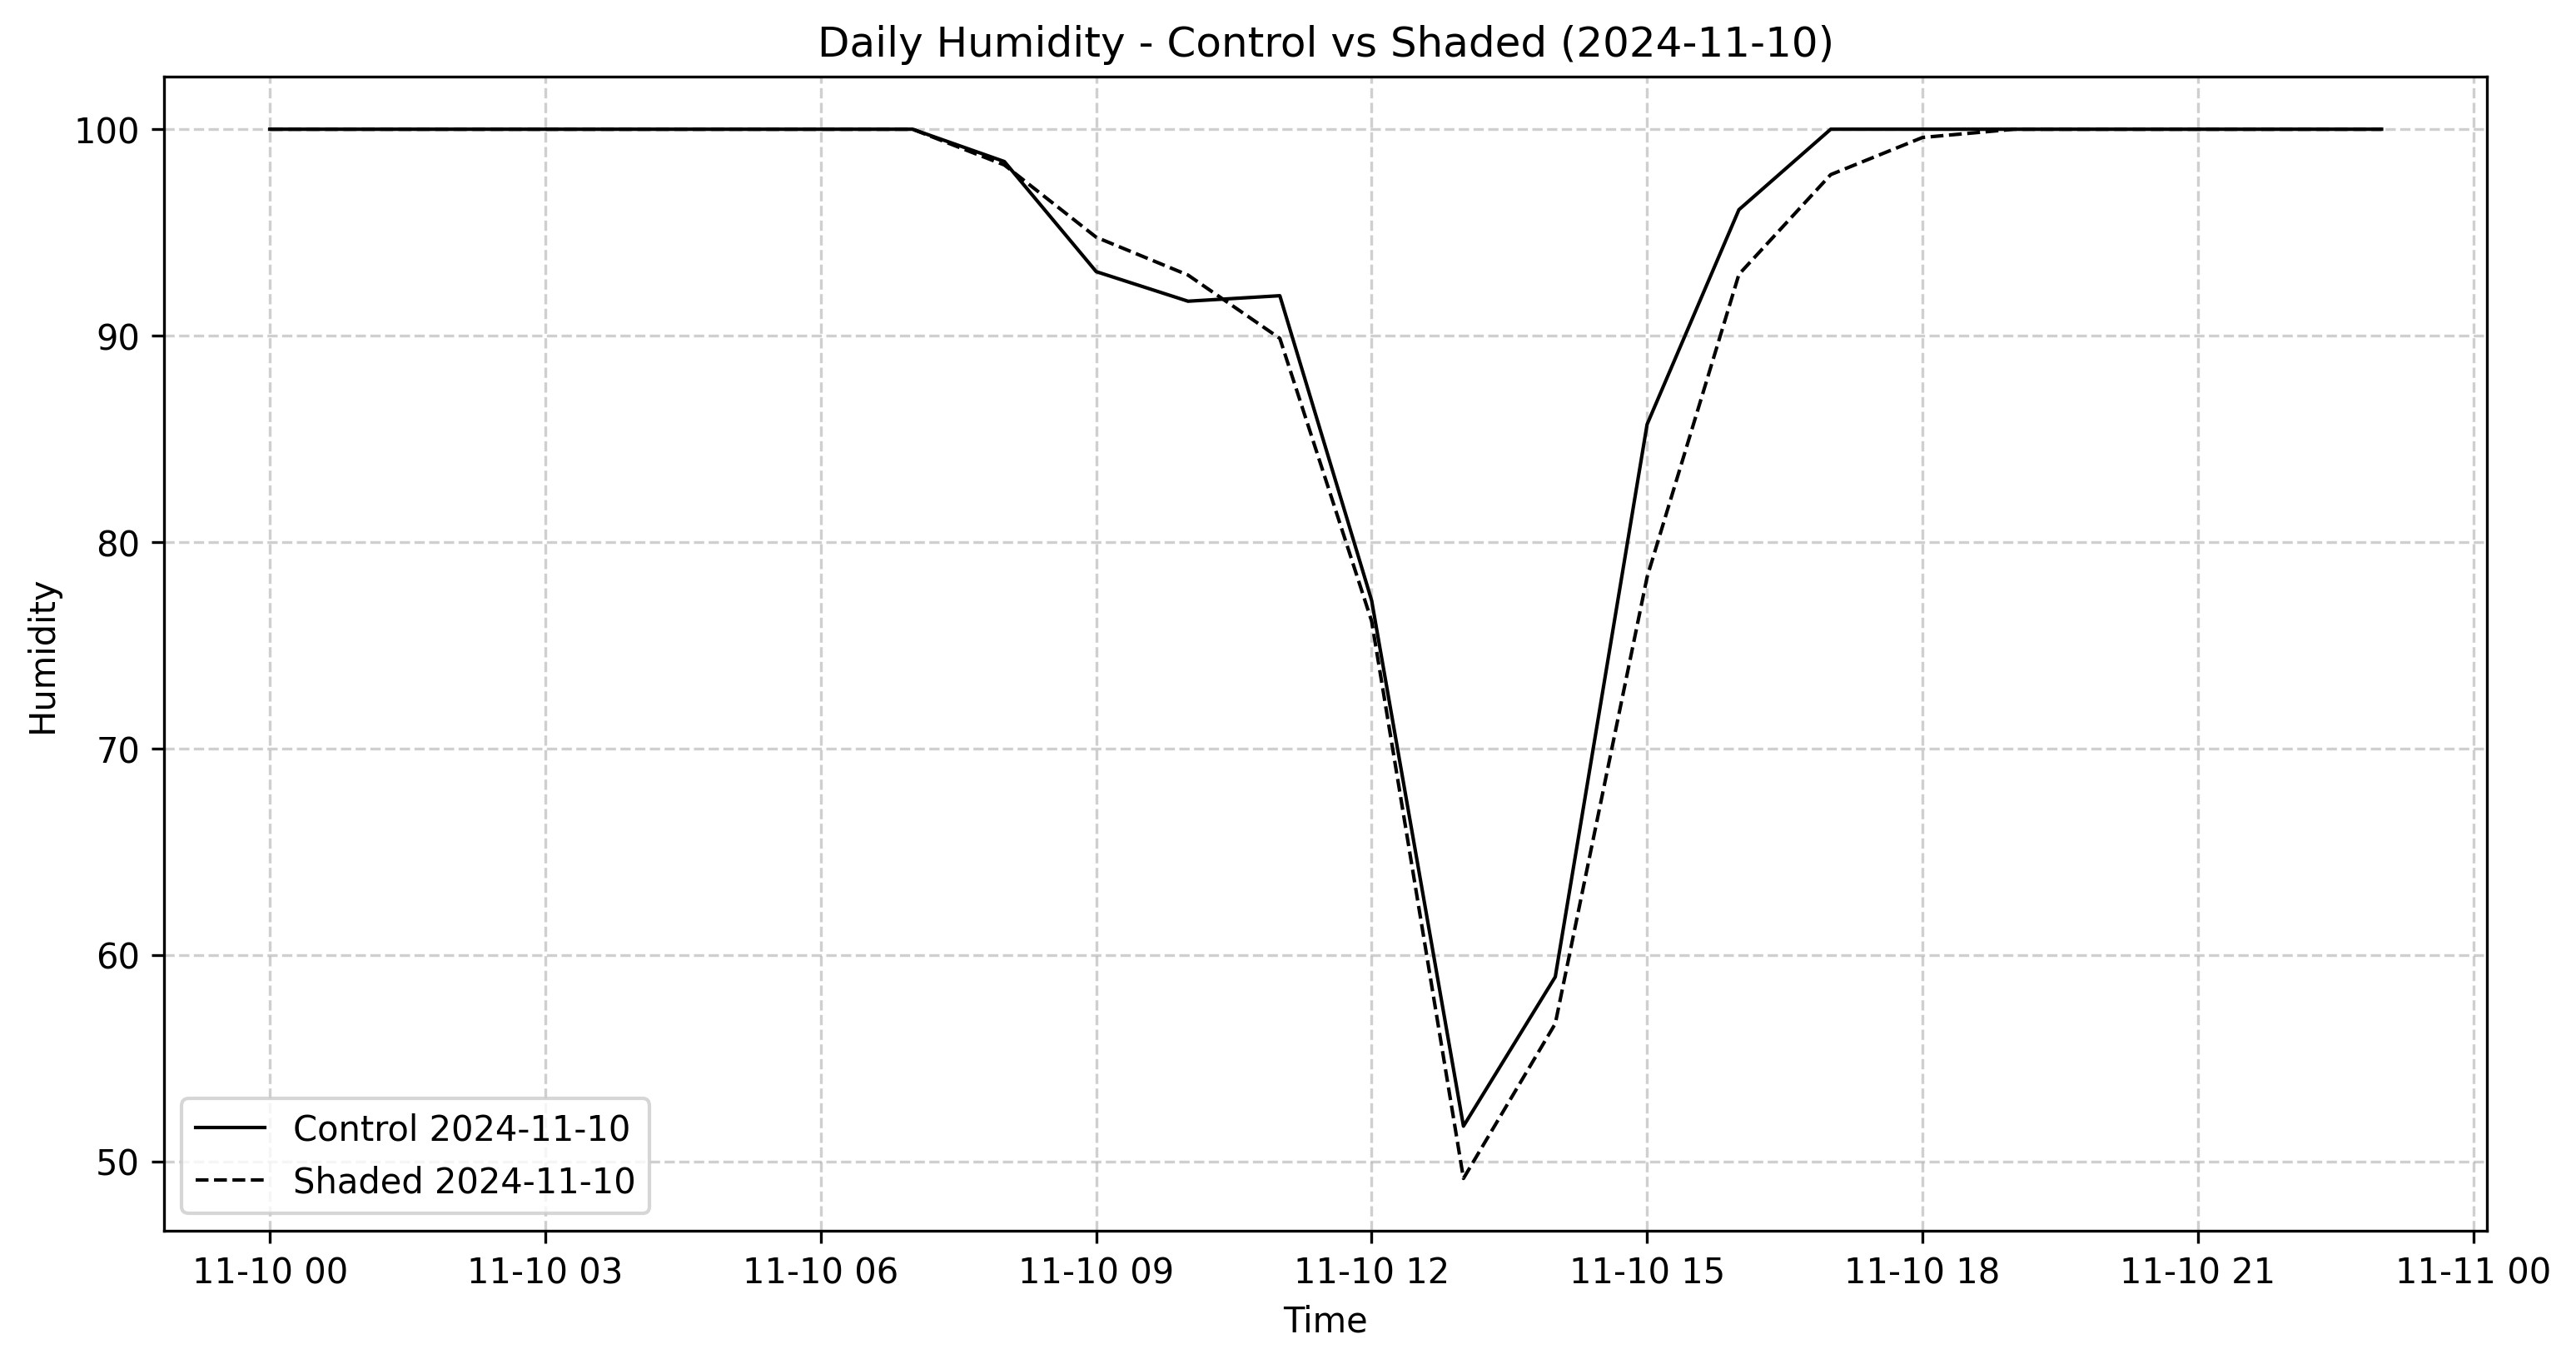 Daily Humidity - Control vs Shaded (2024-11-10)
Humidity
100
90
80
70
60
50
Control 2024-11-10
Shaded 2024-11-10
11-10 00 11-10 03 11-10 06 11-10 09 11-10 12 11-10 15 11-10 18 11-10 21 11-11 00
Time